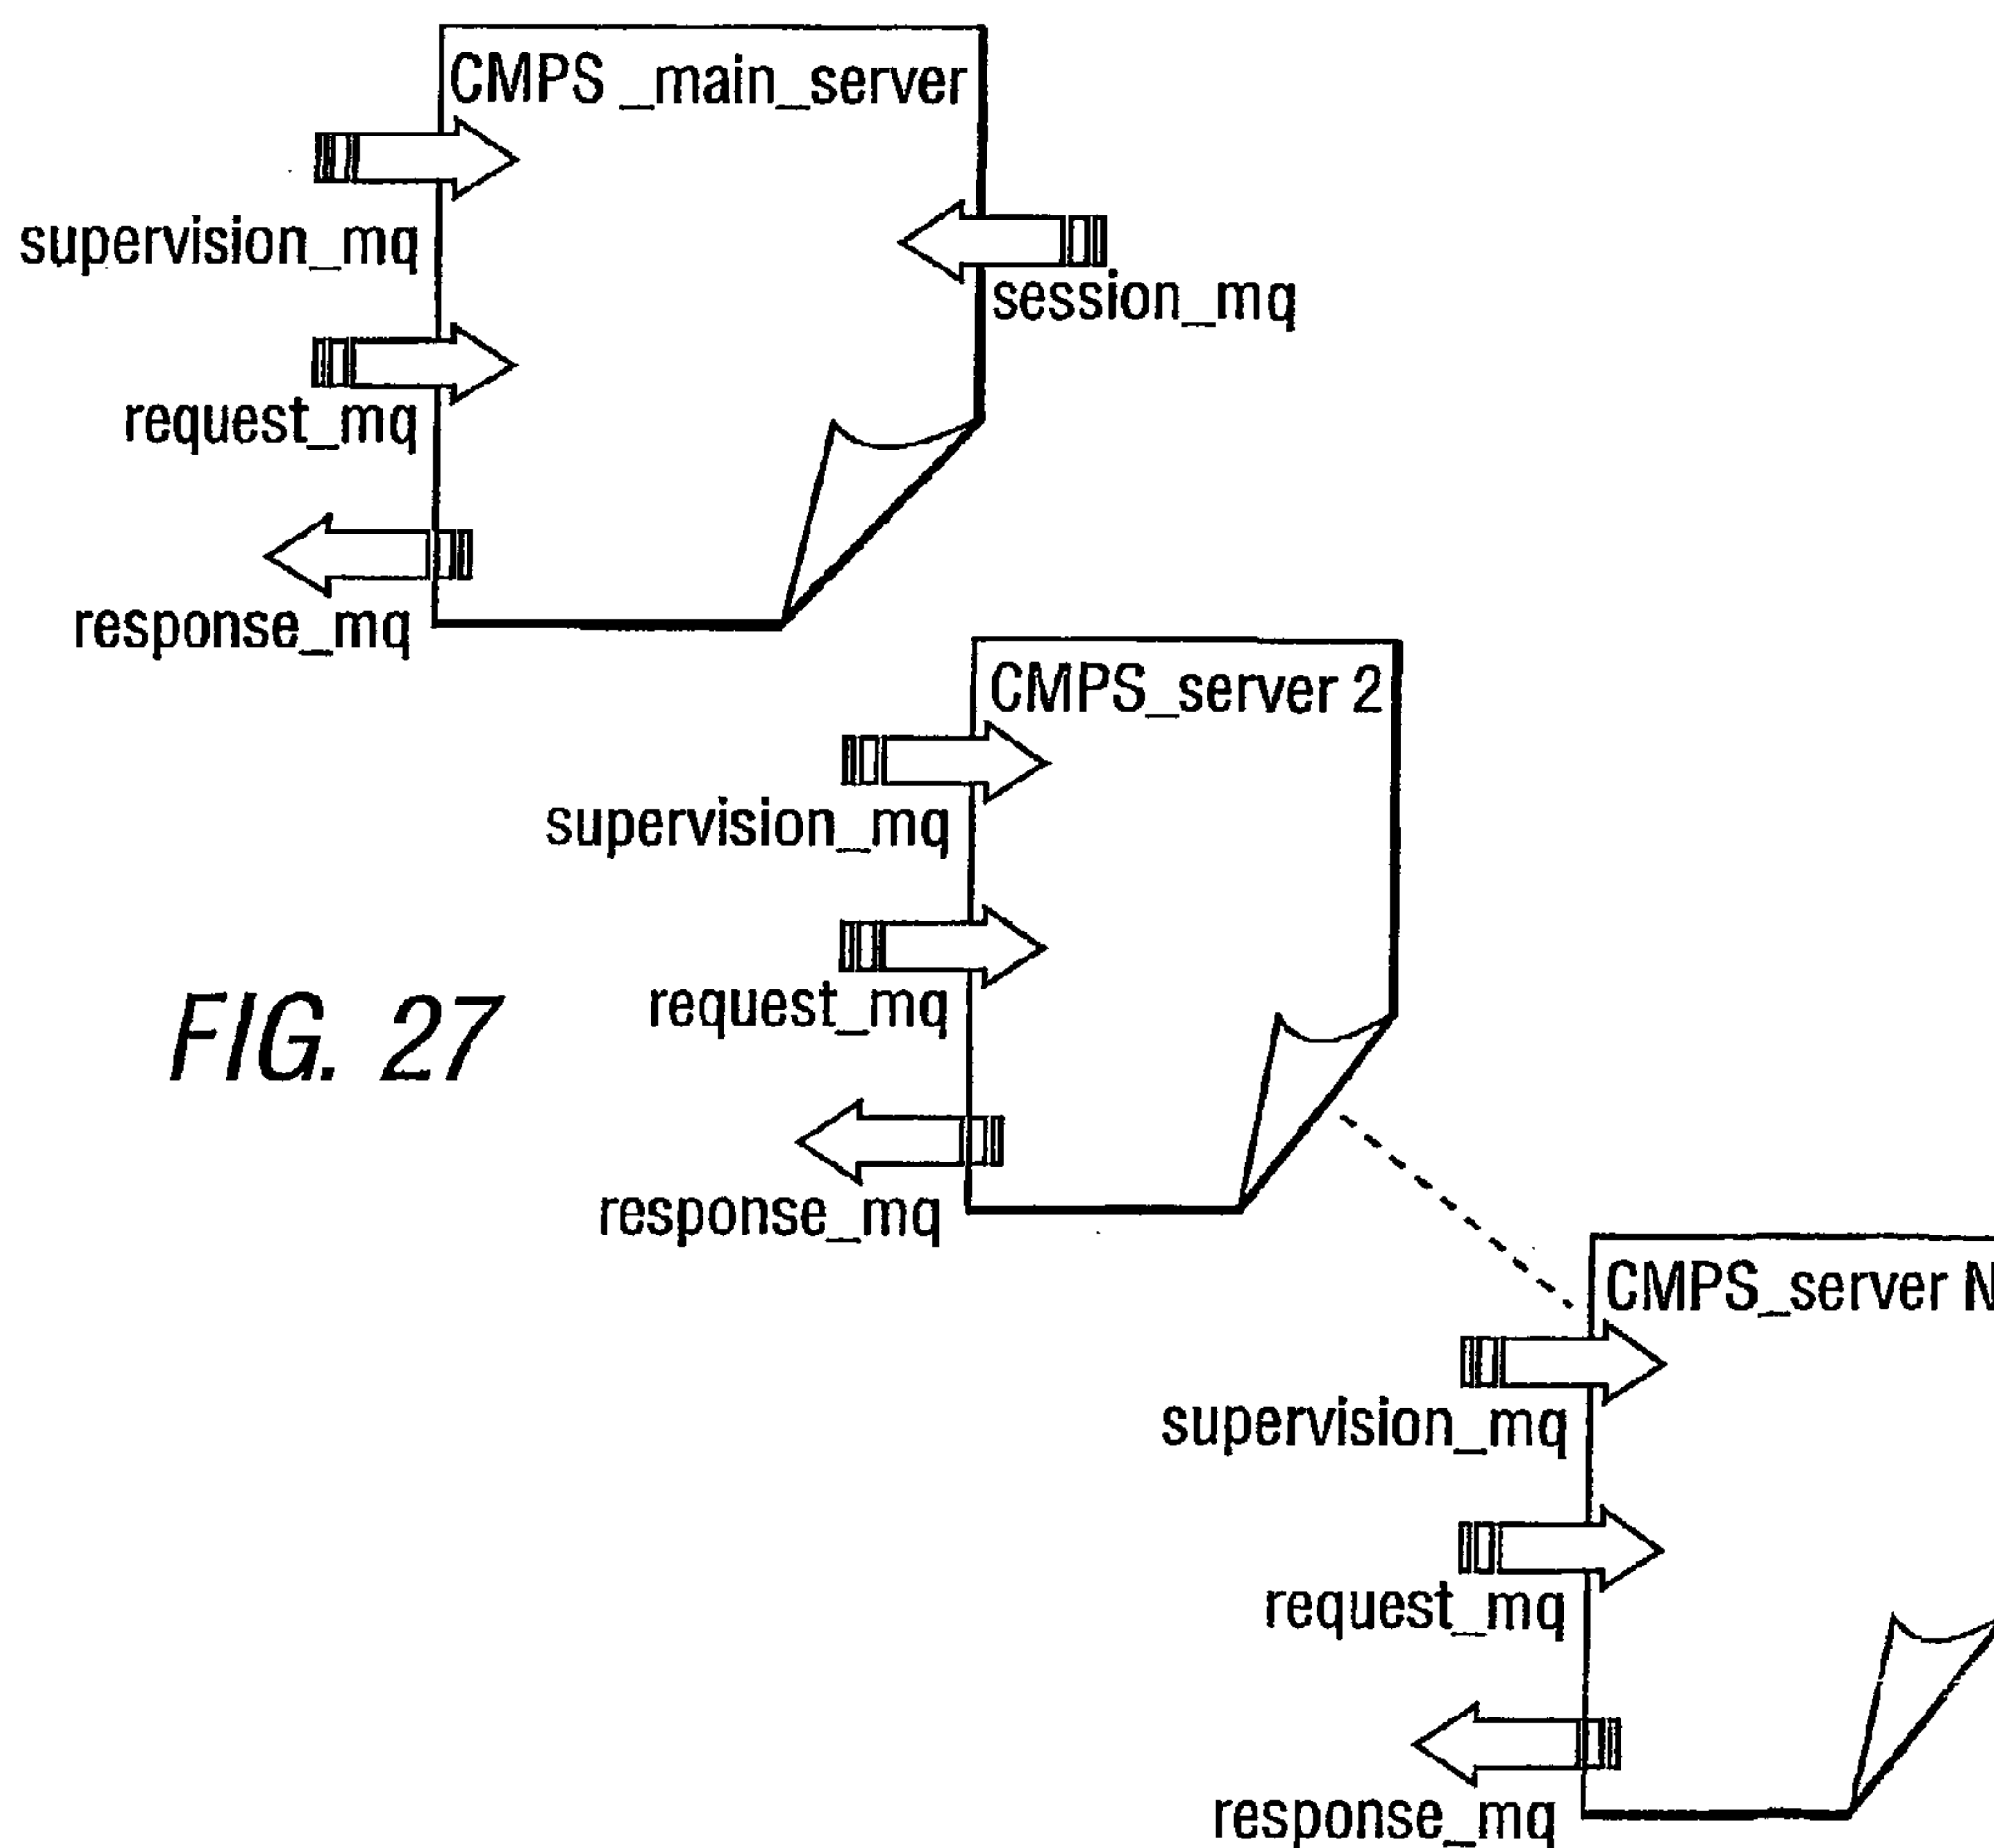 CMPS _main_server
supervision_mq
session_mq
request_mq
response_mq
CMPS_server 2
supervision_mq
request_mq
FIG. 27
response_mq
CMPS_server N
supervision_mq
request_mq
response_mq